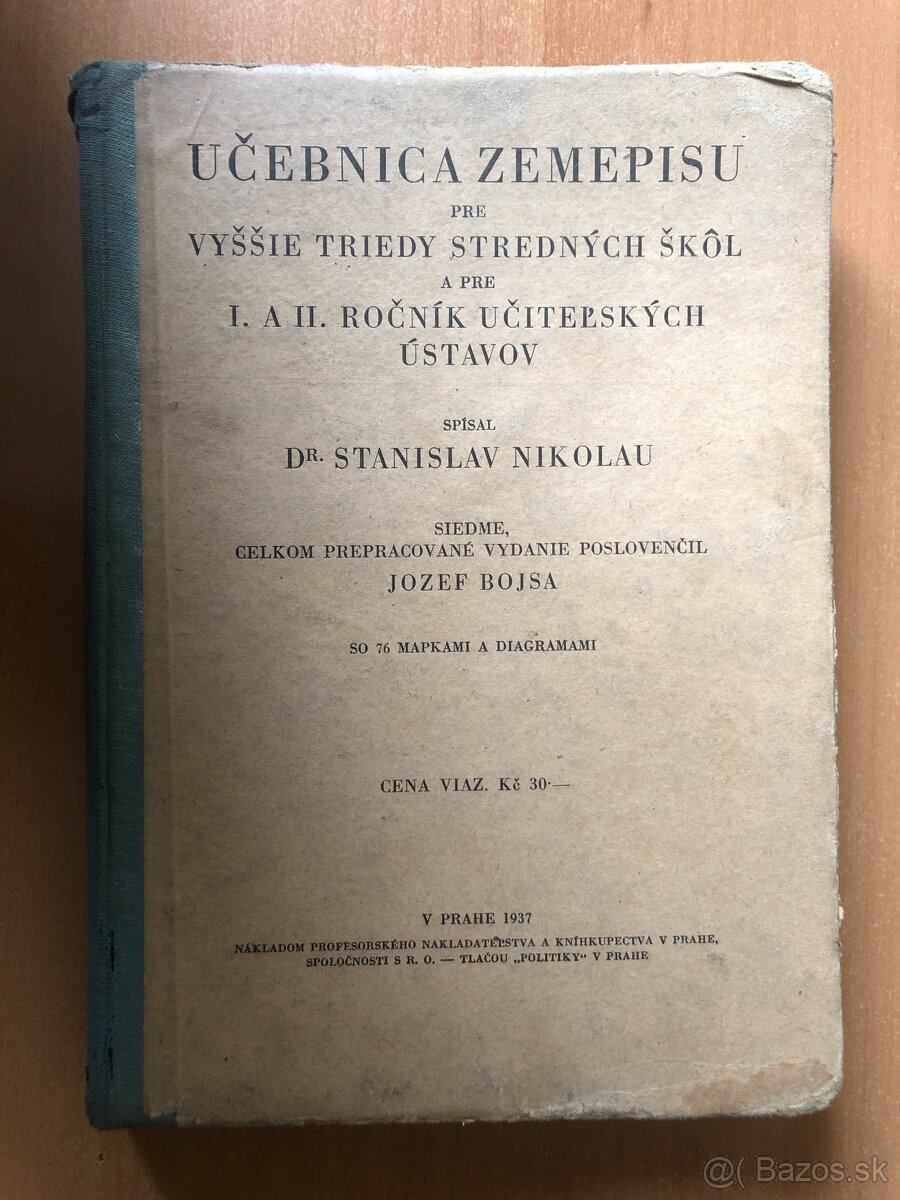 UČEBNICA ZEMEPISU
PRE
VYŠŠIE TRIEDY STREDNÝCH ŠKÔL
A PRE
I. A II. ROČNÍK UČITEĽSKÝCH
ÚSTAVOV
SPÍSAL
DR. STANISLAV NIKOLAU
SIEDME,
CELKOM PREPRACOVANÉ VYDANIE POSLOVENČIL
JOZEF BOJSA
SO 76 MAPKAMI A DIAGRAMAMI
CENA VIAZ. Kč 30·—
V PRAHE 1937
NÁKLADOM PROFESORSKÉHO NAKLADATEĽSTVA A KNÍHKUPECTVA V PRAHE,
SPOLOČNOSTI S R. O. — TLAČOU „POLITIKY“ V PRAHE
@( Bazos.sk